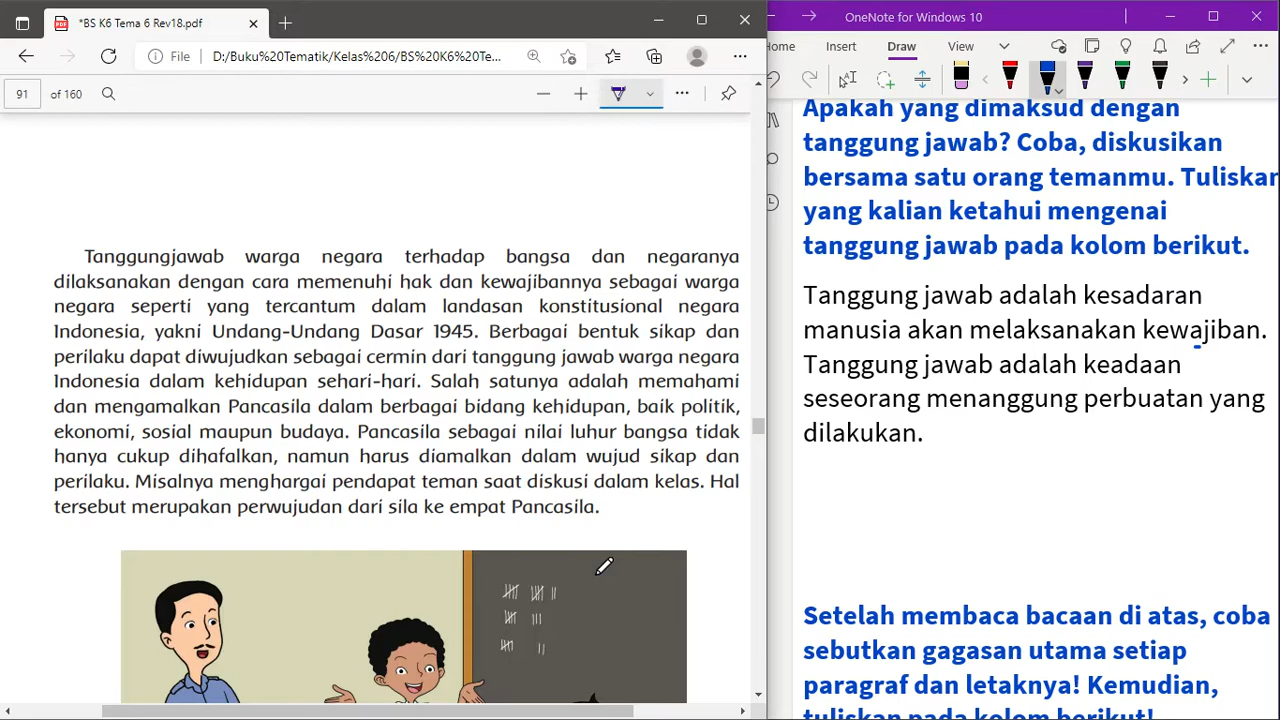 *BS K6 Tema 6 Rev18.pdf
File
D:/Buku%20Tematik/Kelas%206/BS%20K6%20Te...
91 of 160
Tanggungjawab warga negara terhadap bangsa dan negaranya
dilaksanakan dengan cara memenuhi hak dan kewajibannya sebagai warga
negara seperti yang tercantum dalam landasan konstitusional negara
Indonesia, yakni Undang-Undang Dasar 1945. Berbagai bentuk sikap dan
perilaku dapat diwujudkan sebagai cermin dari tanggung jawab warga negara
Indonesia dalam kehidupan sehari-hari. Salah satunya adalah memahami
dan mengamalkan Pancasila dalam berbagai bidang kehidupan, baik politik,
ekonomi, sosial maupun budaya. Pancasila sebagai nilai luhur bangsa tidak
hanya cukup dihafalkan, namun harus diamalkan dalam wujud sikap dan
perilaku. Misalnya menghargai pendapat teman saat diskusi dalam kelas. Hal
tersebut merupakan perwujudan dari sila ke empat Pancasila.
OneNote for Windows 10
Home Insert Draw View
Apakah yang dimaksud dengan
tanggung jawab? Coba, diskusikan
bersama satu orang temanmu. Tuliskan
yang kalian ketahui mengenai
tanggung jawab pada kolom berikut.
Tanggung jawab adalah kesadaran
manusia akan melaksanakan kewajiban.
Tanggung jawab adalah keadaan
seseorang menanggung perbuatan yang
dilakukan.
Setelah membaca bacaan di atas, coba
sebutkan gagasan utama setiap
paragraf dan letaknya! Kemudian,
tuliskan pada kolom berikut!